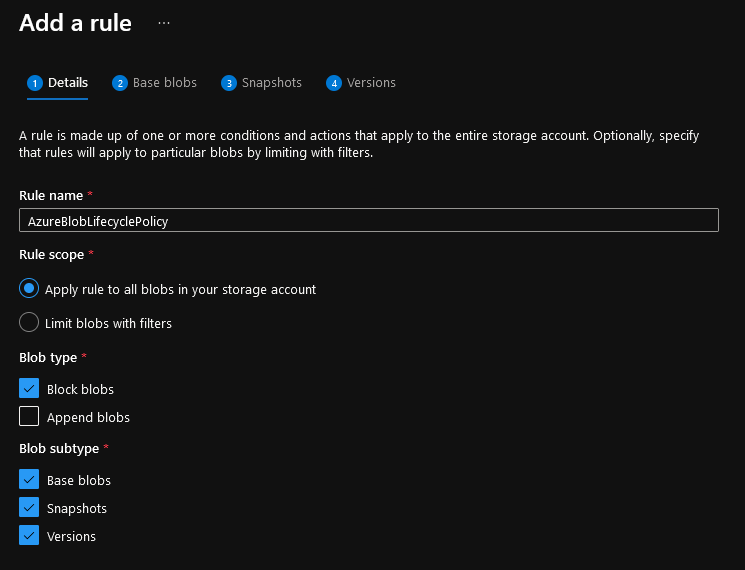 Add a rule ...
1 Details 2 Base blobs 3 Snapshots 4 Versions
A rule is made up of one or more conditions and actions that apply to the entire storage account. Optionally, specify
that rules will apply to particular blobs by limiting with filters.
Rule name *
AzureBlobLifecyclePolicy
Rule scope *
Apply rule to all blobs in your storage account
Limit blobs with filters
Blob type *
Block blobs
Append blobs
Blob subtype *
Base blobs
Snapshots
Versions